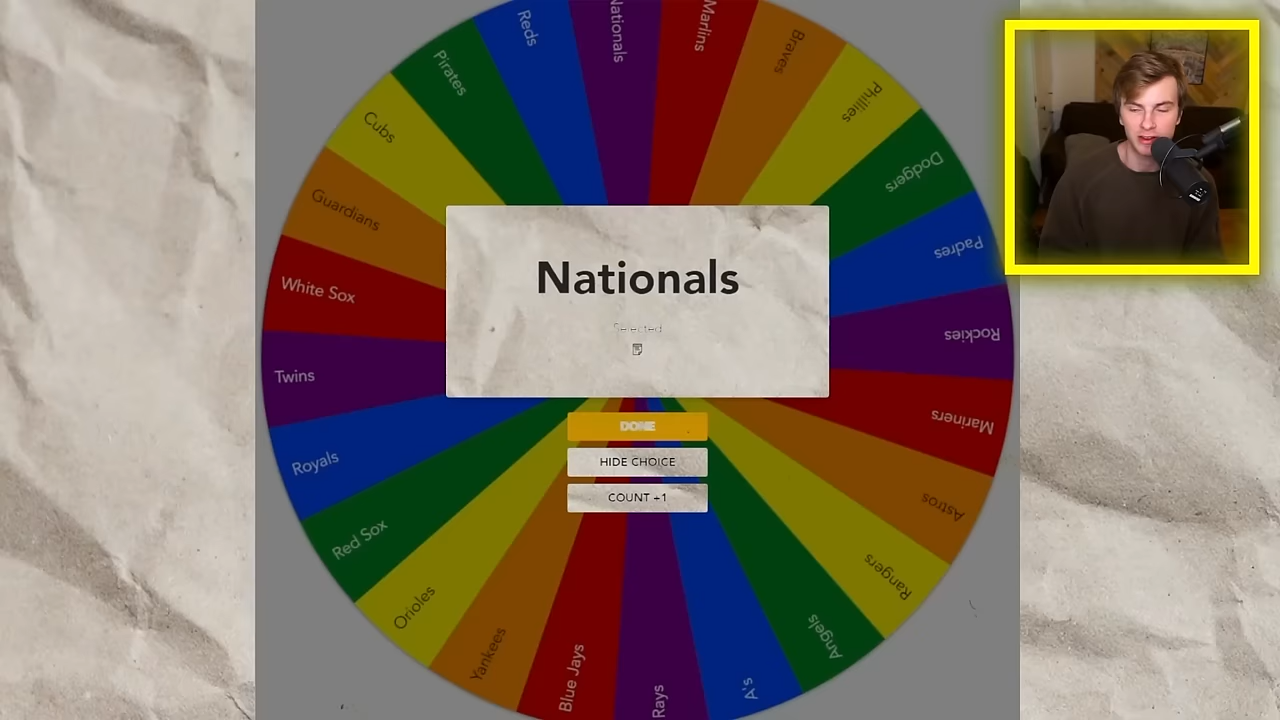 Reds
Nationals
Marlins
Braves
Phillies
Dodgers
Padres
Rockies
Mariners
Astros
Rangers
Angels
A's
Rays
Blue Jays
Yankees
Orioles
Red Sox
Royals
Twins
White Sox
Guardians
Cubs
Pirates
Nationals
Selected
DONE
HIDE CHOICE
COUNT +1